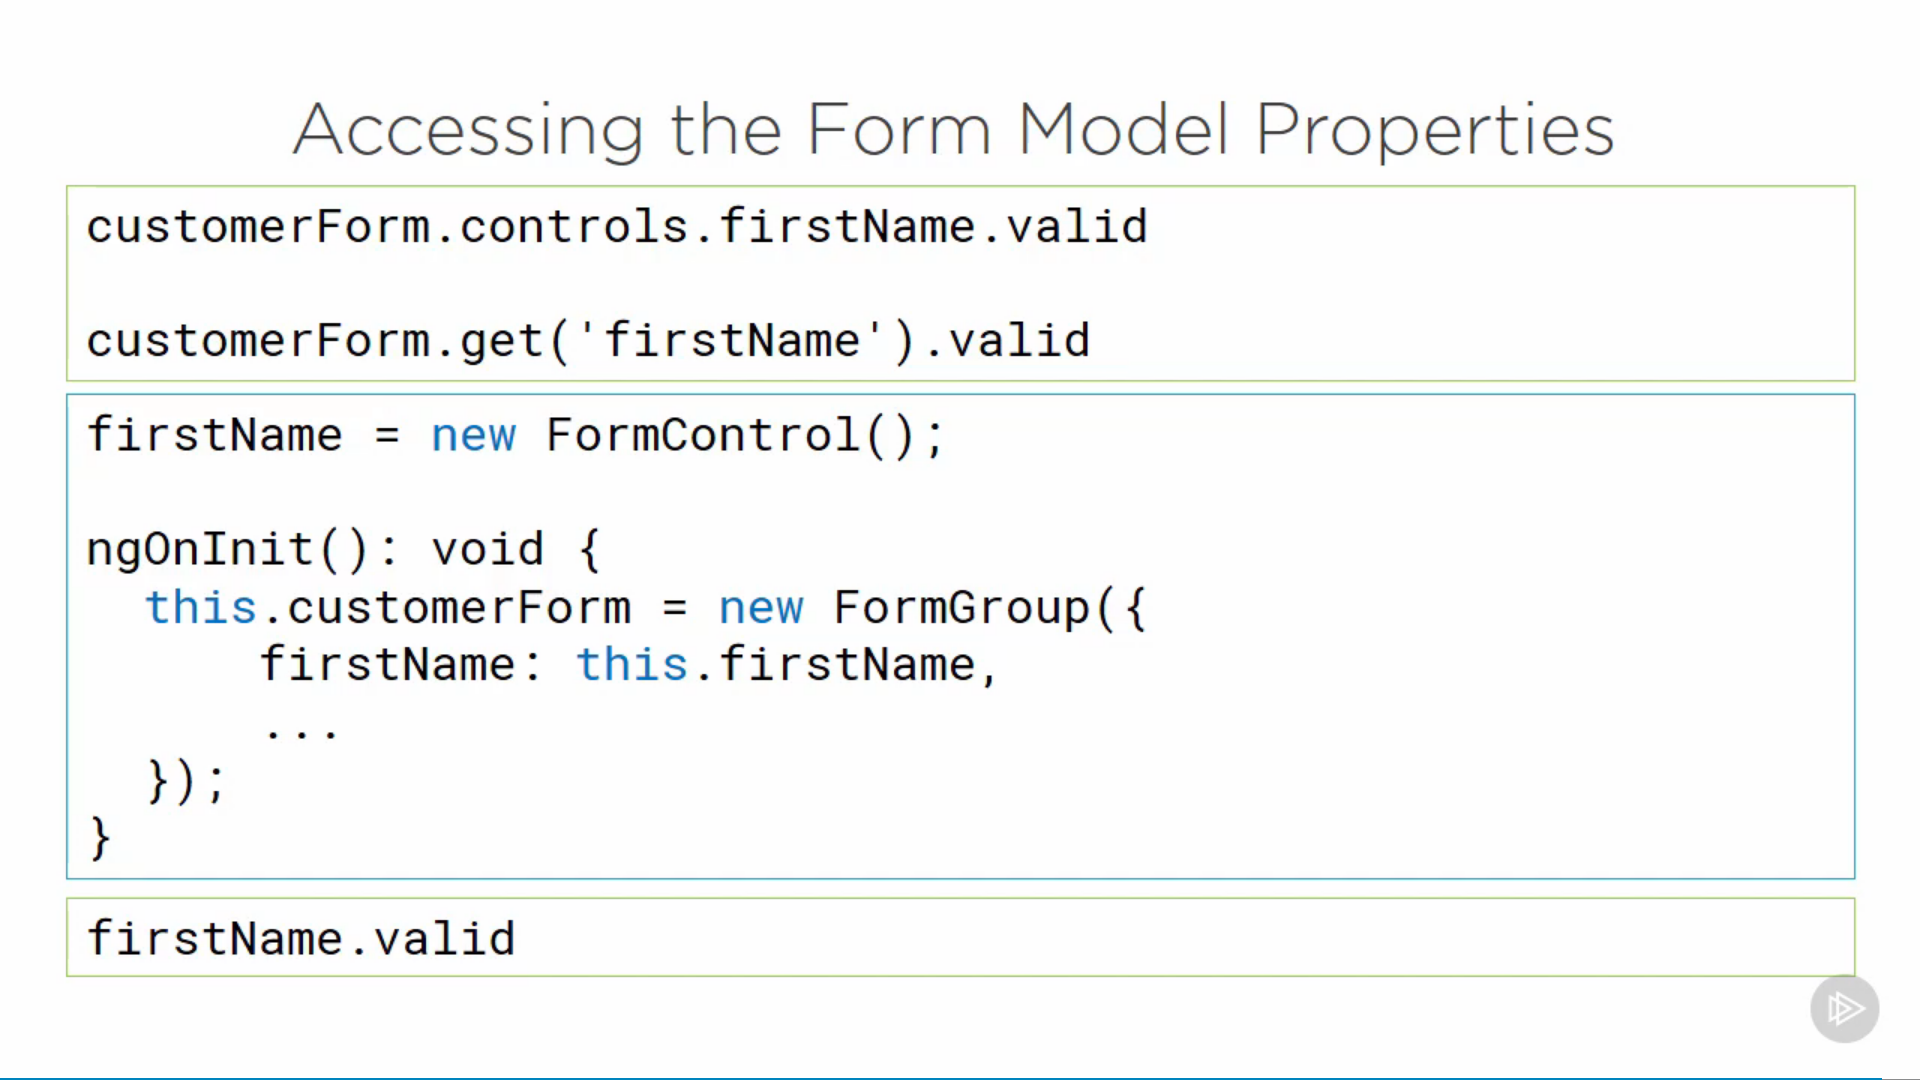 Accessing the Form Model Properties
customerForm.controls.firstName.valid
customerForm.get('firstName').valid
firstName = new FormControl();
ngOnInit(): void {
  this.customerForm = new FormGroup({
      firstName: this.firstName,
      ...
  });
}
firstName.valid